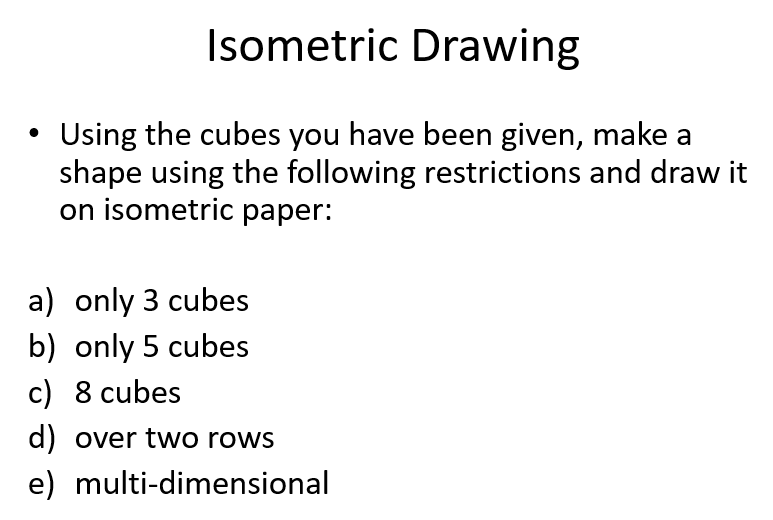 Isometric Drawing
• Using the cubes you have been given, make a
shape using the following restrictions and draw it
on isometric paper:
a) only 3 cubes
b) only 5 cubes
c) 8 cubes
d) over two rows
e) multi-dimensional